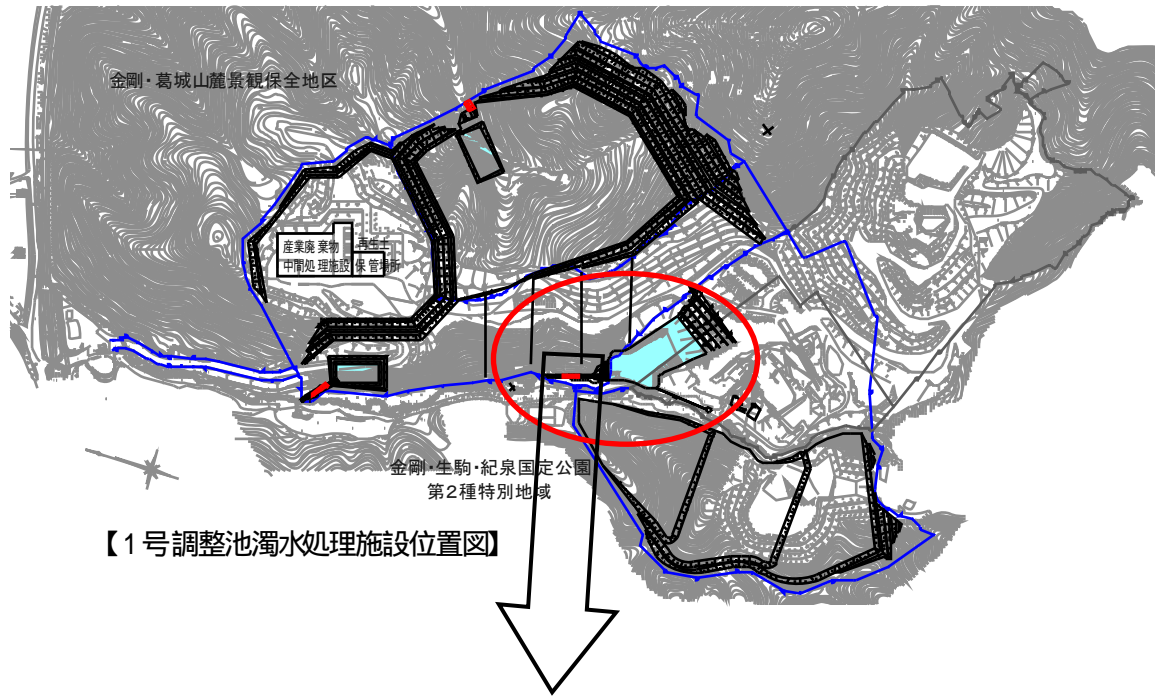 金剛・葛城山麓景観保全地区
産業廃棄物
中間処理施設
再生土
保管場所
金剛・生駒・紀泉国定公園
第2種特別地域
【1号調整池濁水処理施設位置図】